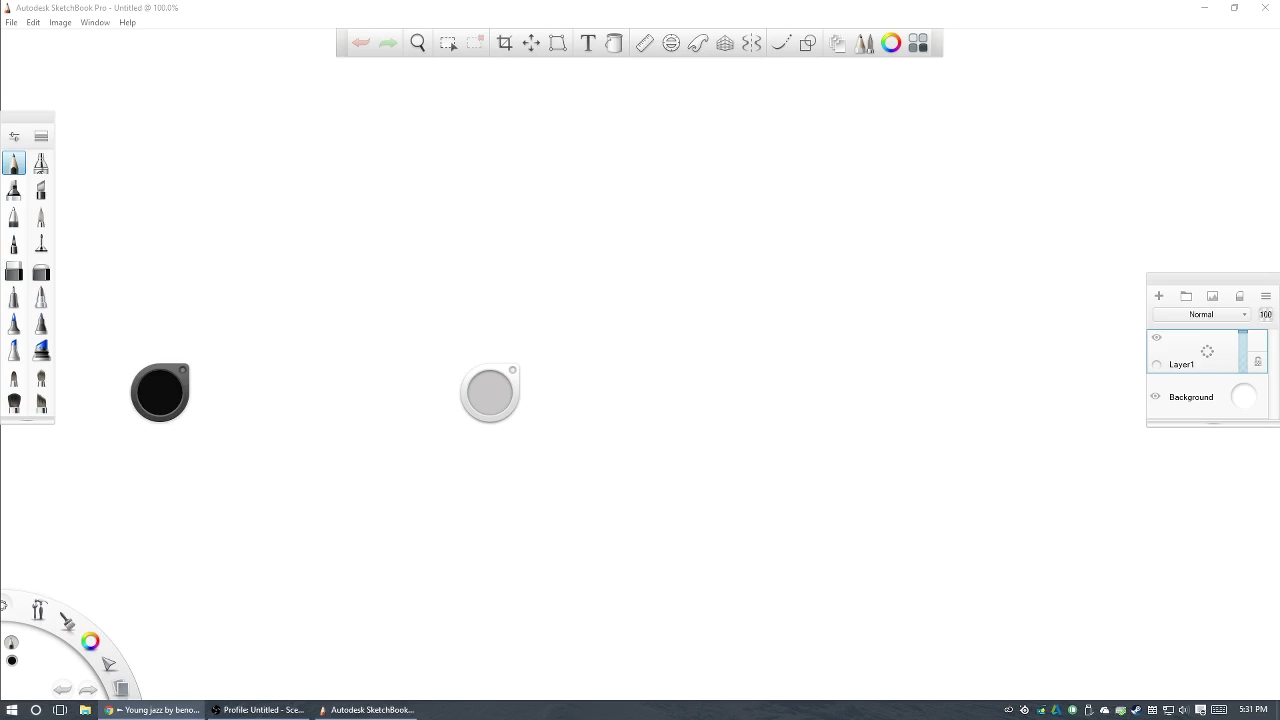 Autodesk SketchBook Pro - Untitled @ 100.0%
File Edit Image Window Help
T
Normal 100
Layer1
Background
Young jazz by beno... Profile: Untitled - Sce... Autodesk SketchBook... 5:31 PM